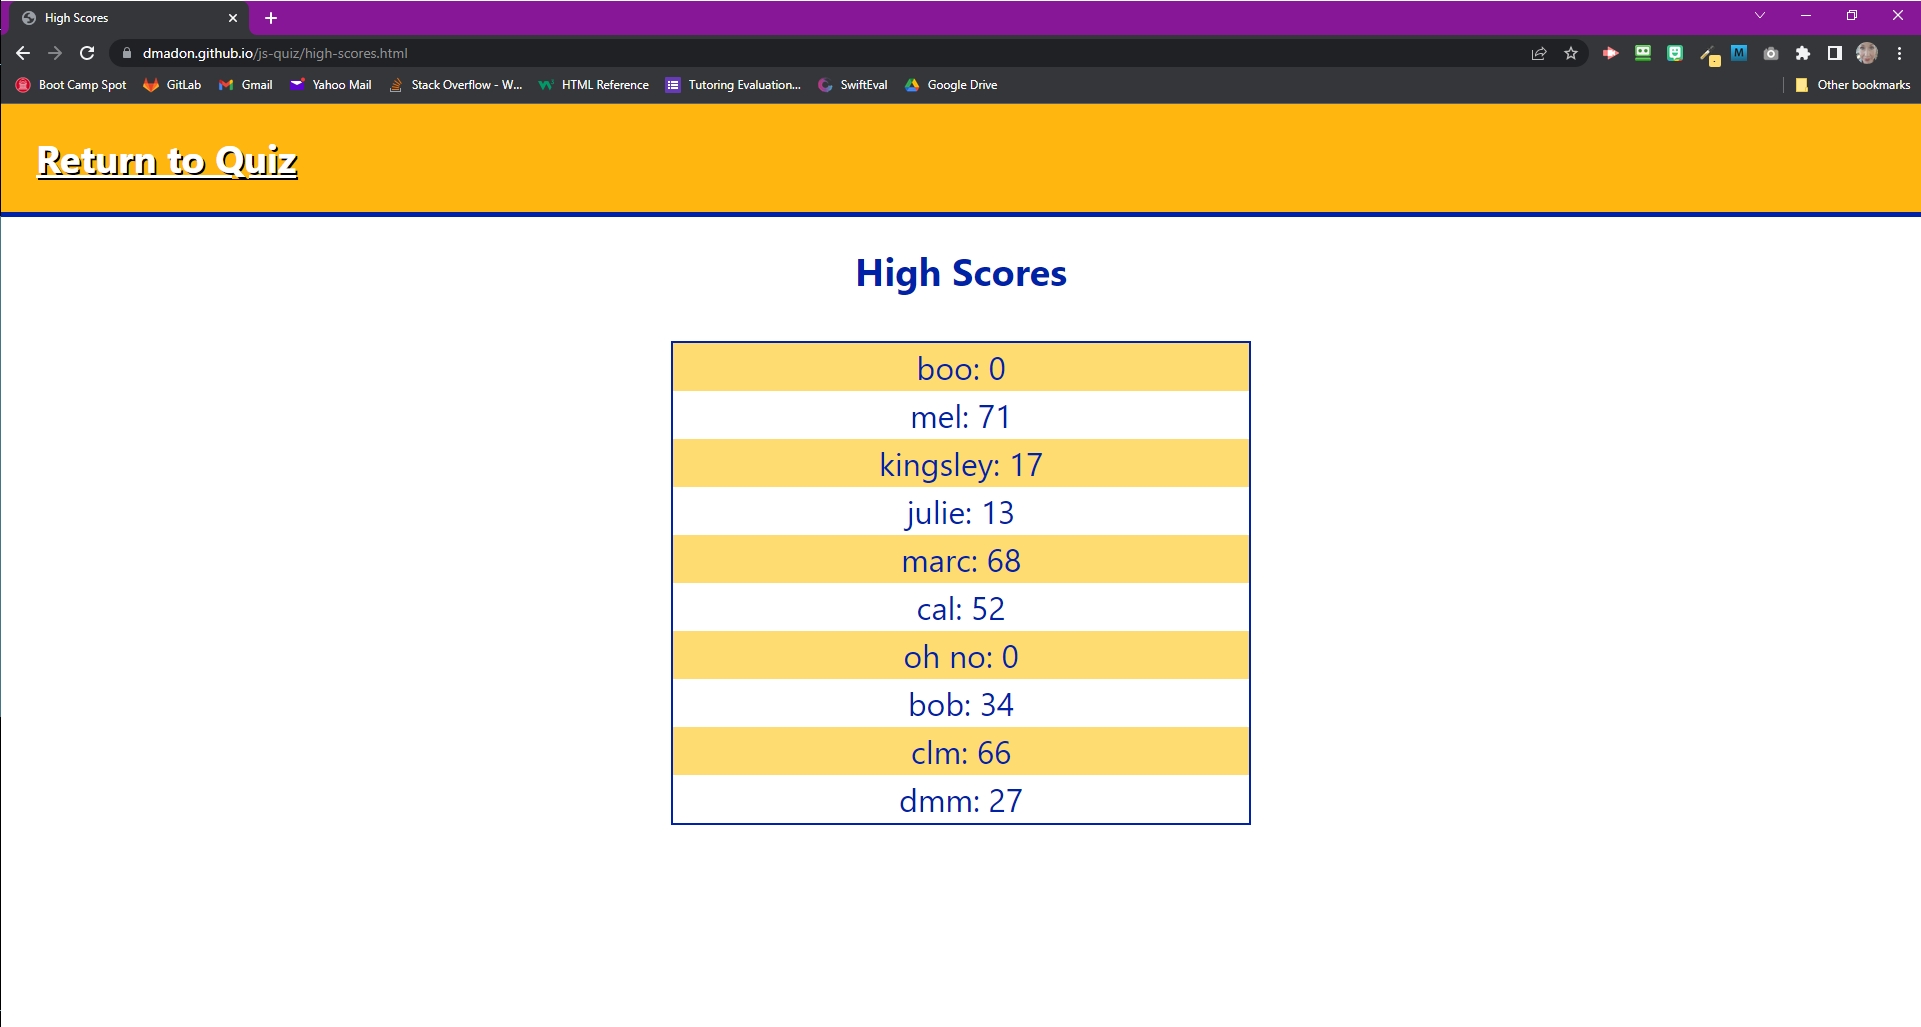 High Scores
dmadon.github.io/js-quiz/high-scores.html
M
Boot Camp Spot GitLab Gmail Yahoo Mail Stack Overflow - W... HTML Reference Tutoring Evaluation... SwiftEval Google Drive Other bookmarks
Return to Quiz
High Scores
boo: 0
mel: 71
kingsley: 17
julie: 13
marc: 68
cal: 52
oh no: 0
bob: 34
clm: 66
dmm: 27